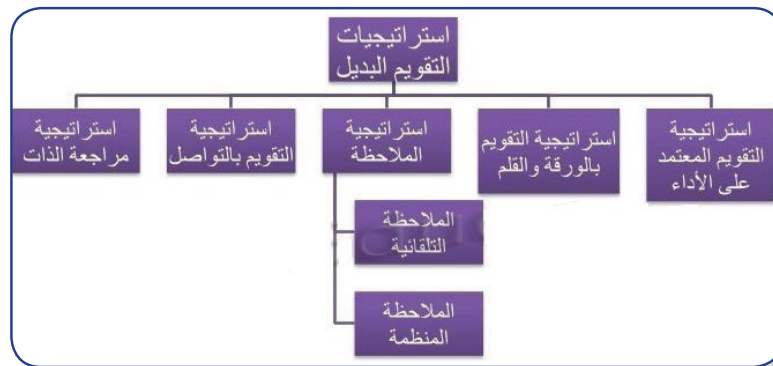 استراتيجيات
التقويم البديل
استراتيجية
التقويم المعتمد
على الأداء
استراتيجية التقويم
بالورقة والقلم
استراتيجية
الملاحظة
استراتيجية
التقويم بالتواصل
استراتيجية
مراجعة الذات
الملاحظة
التلقائية
الملاحظة
المنظمة